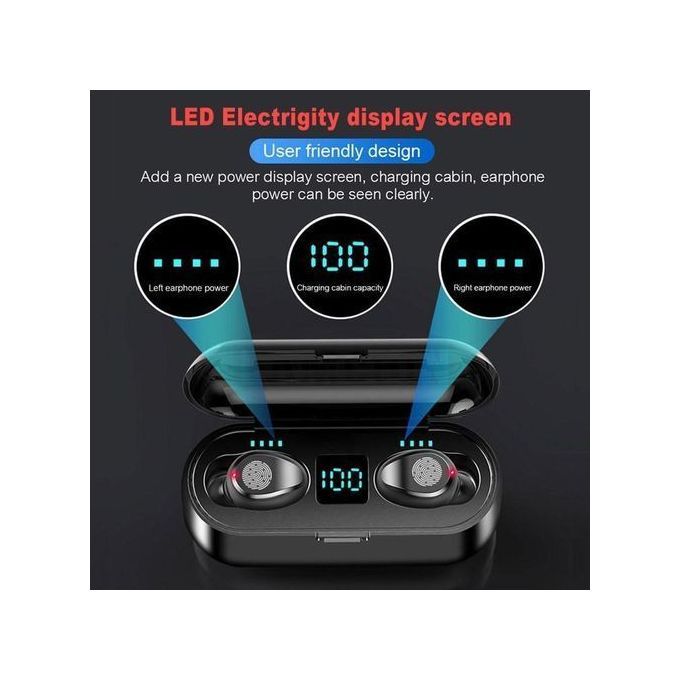 LED Electrigity display screen
User friendly design
Add a new power display screen, charging cabin, earphone
power can be seen clearly.
Left earphone power
100
Charging cabin capacity
Right earphone power
100